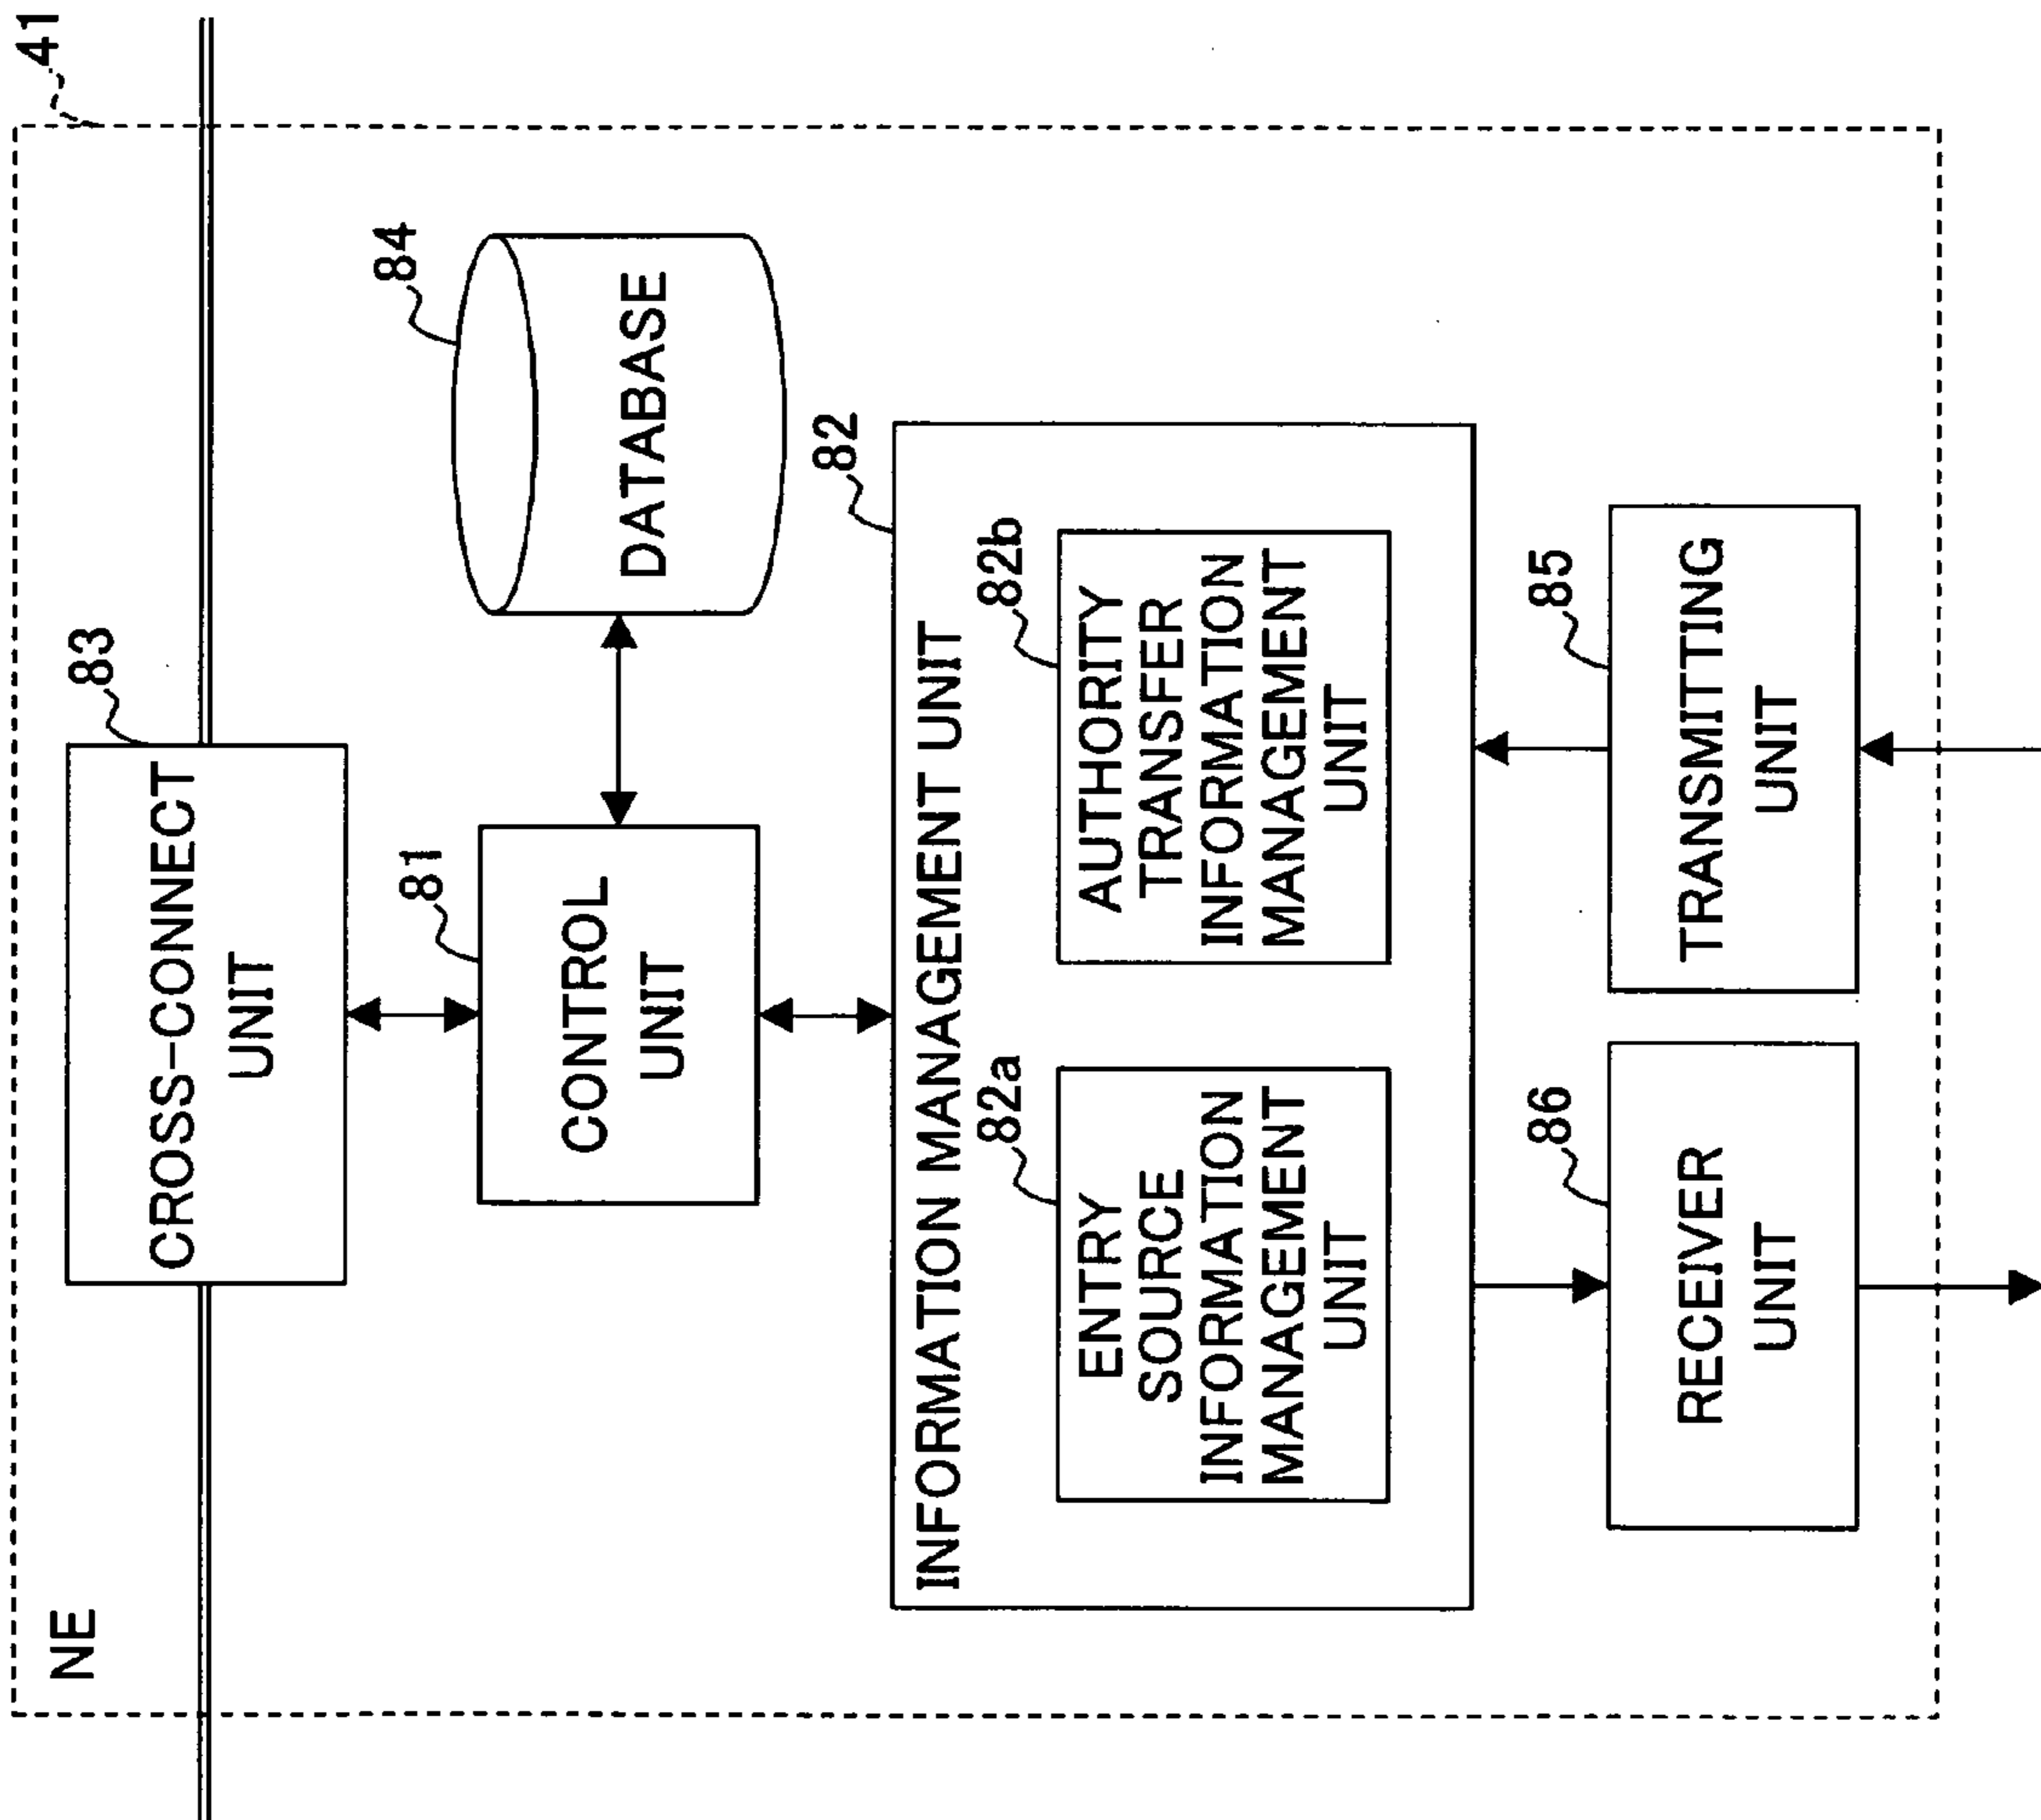 41
NE
83
CROSS-CONNECT
UNIT
84
DATABASE
81
CONTROL
UNIT
82
INFORMATION MANAGEMENT UNIT
82a
ENTRY
SOURCE
INFORMATION
MANAGEMENT
UNIT
82b
AUTHORITY
TRANSFER
INFORMATION
MANAGEMENT
UNIT
86
RECEIVER
UNIT
85
TRANSMITTING
UNIT